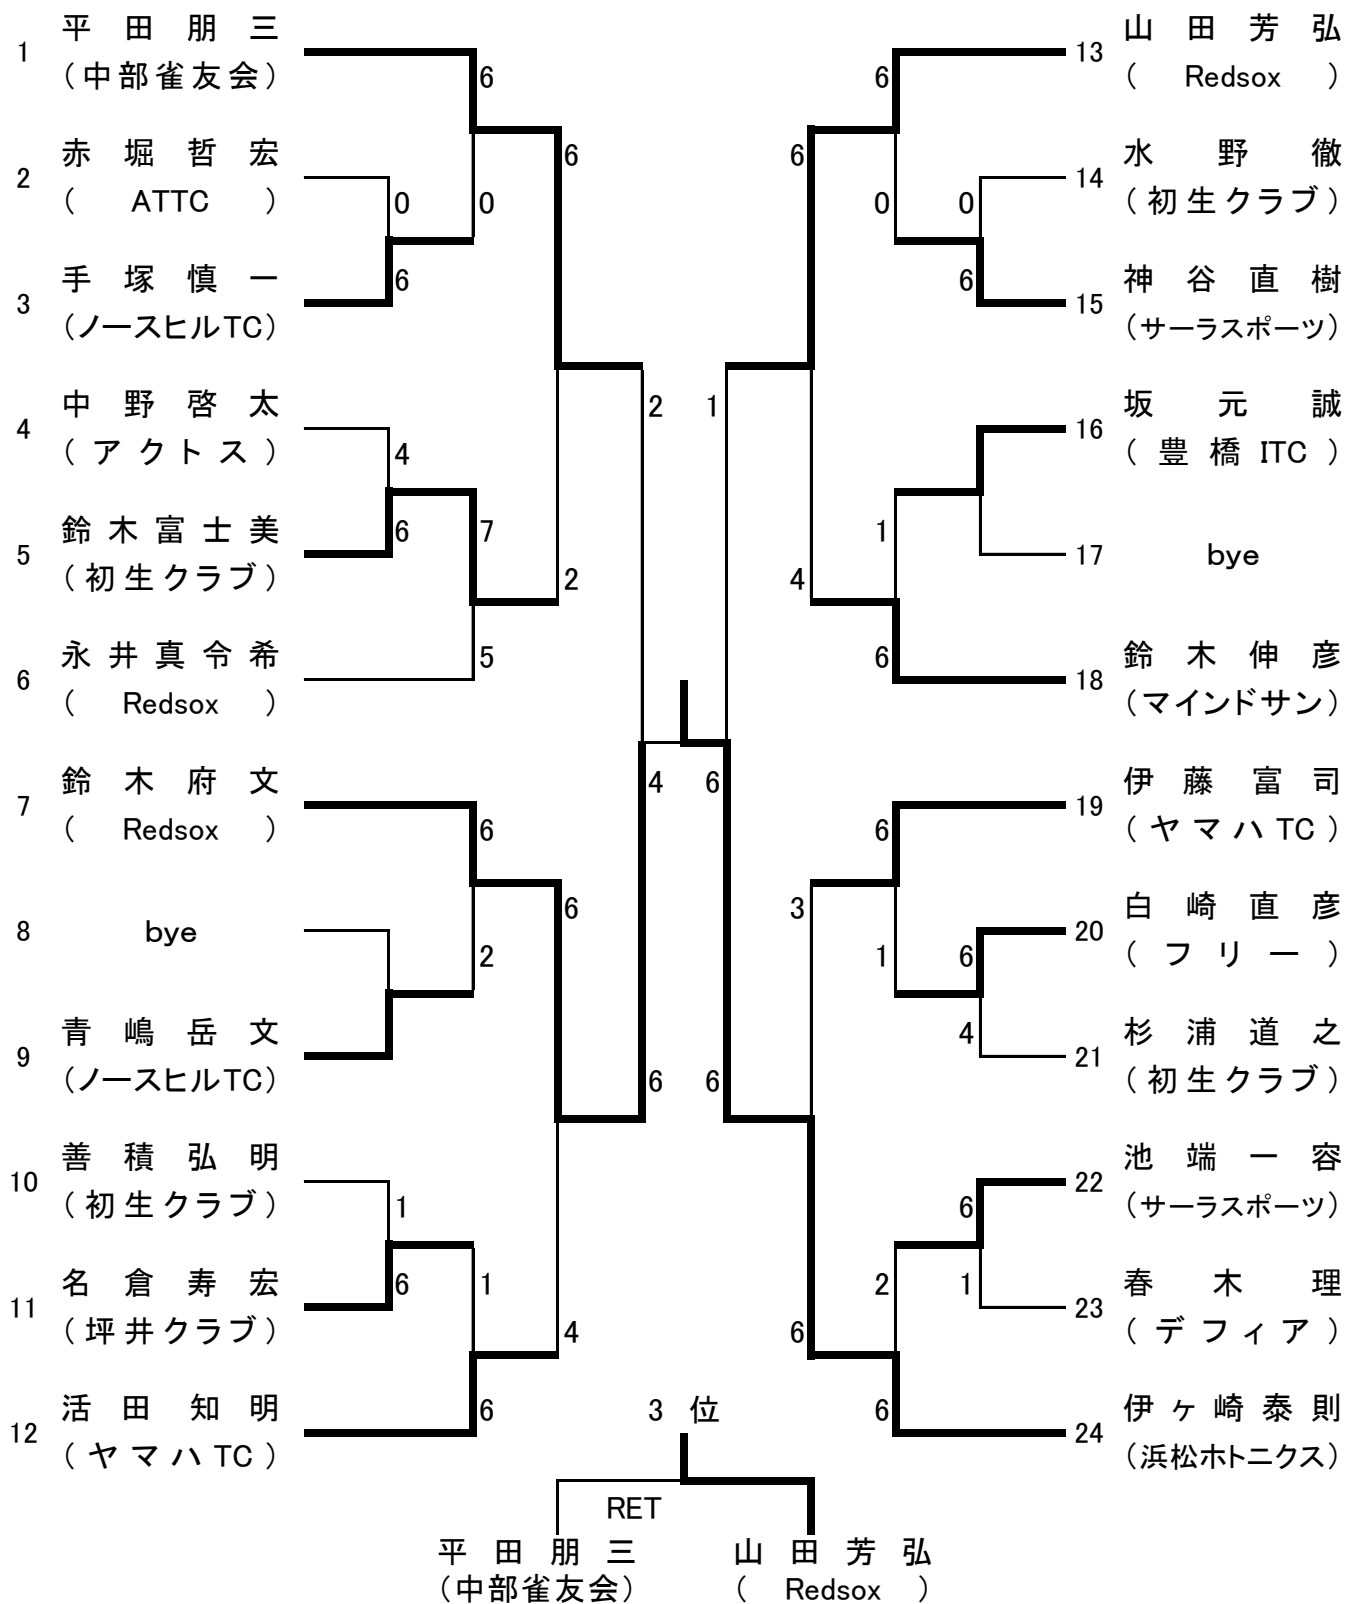 1 平田朋三
(中部雀友会)
6
2 赤堀哲宏
( ATTC )
0 0
6
3 手塚慎一
(ノースヒルTC)
6
4 中野啓太
(アクトス)
4
2
5 鈴木富士美
(初生クラブ)
6 7
2
6 永井真令希
( Redsox )
5
7 鈴木府文
( Redsox )
6
4
8 bye
2
6
9 青嶋岳文
(ノースヒルTC)
6
10 善積弘明
(初生クラブ)
1
11 名倉寿宏
(坪井クラブ)
6 1
4
12 活田知明
(ヤマハTC)
6
13 山田芳弘
( Redsox )
6
6
14 水野徹
(初生クラブ)
0 0
15 神谷直樹
(サーラスポーツ)
6
1
16 坂元誠
(豊橋ITC)
1
17 bye
4
18 鈴木伸彦
(マインドサン)
6
6
19 伊藤富司
(ヤマハTC)
6
3
20 白崎直彦
(フリー)
1 6
21 杉浦道之
(初生クラブ)
4
6
22 池端一容
(サーラスポーツ)
6
23 春木理
(デフィア)
2 1
6
24 伊ヶ崎泰則
(浜松ホトニクス)
6
3位
RET
平田朋三 山田芳弘
(中部雀友会) ( Redsox )